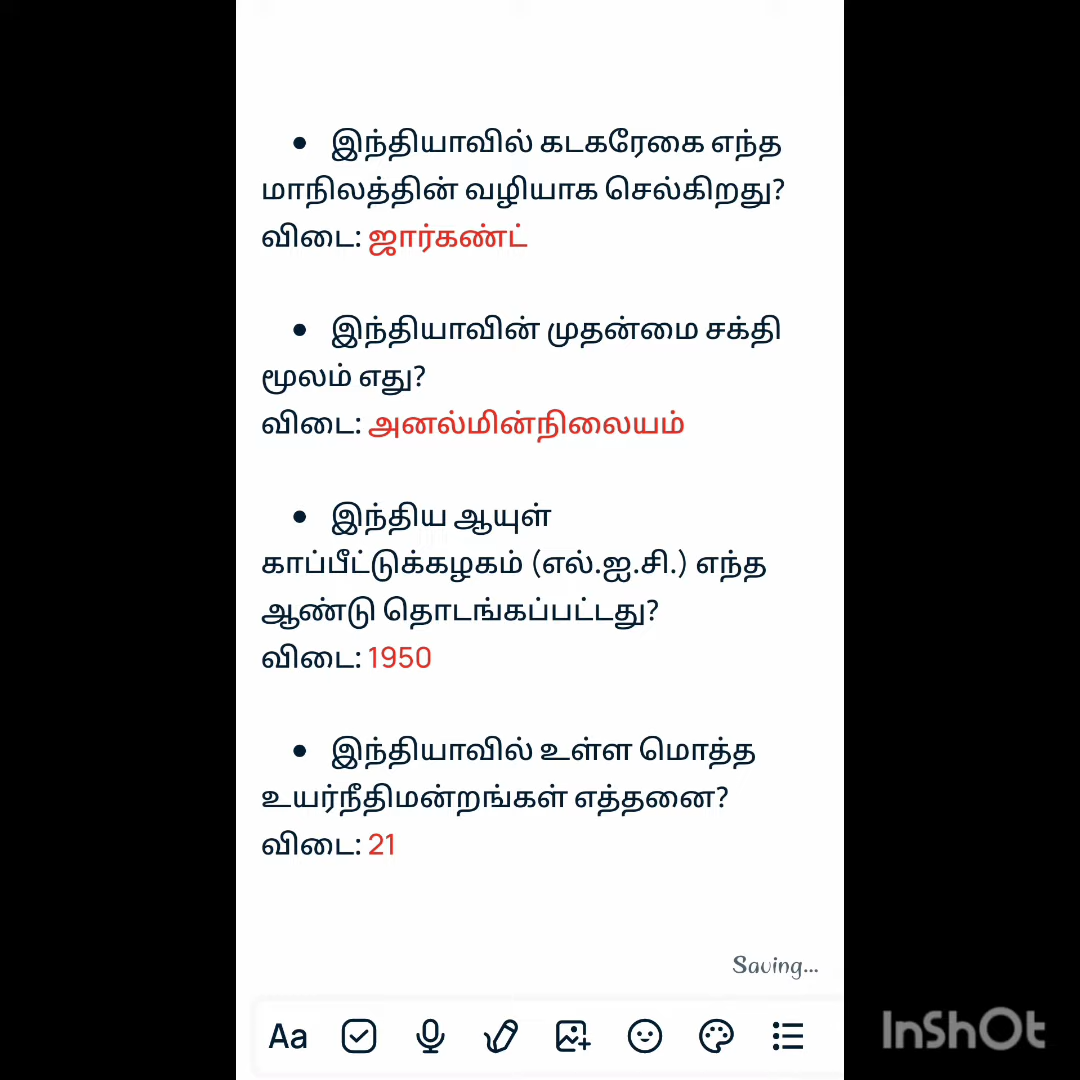 • இந்தியாவில் கடகரேகை எந்த
மாநிலத்தின் வழியாக செல்கிறது?
விடை: ஜார்கண்ட்
• இந்தியாவின் முதன்மை சக்தி
மூலம் எது?
விடை: அனல்மின்நிலையம்
• இந்திய ஆயுள்
காப்பீட்டுக்கழகம் (எல்.ஐ.சி.) எந்த
ஆண்டு தொடங்கப்பட்டது?
விடை: 1950
• இந்தியாவில் உள்ள மொத்த
உயர்நீதிமன்றங்கள் எத்தனை?
விடை: 21
Saving...
Aa
InShOt